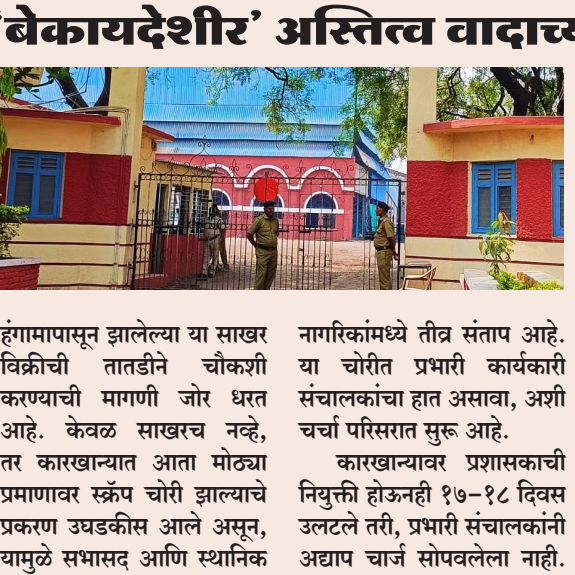 'बेकायदेशीर' अस्तित्व वादाच्य
हंगामापासून झालेल्या या साखर
विक्रीची तातडीने चौकशी
करण्याची मागणी जोर धरत
आहे. केवळ साखरच नव्हे,
तर कारखान्यात आता मोठ्या
प्रमाणावर स्क्रॅप चोरी झाल्याचे
प्रकरण उघडकीस आले असून,
यामुळे सभासद आणि स्थानिक
नागरिकांमध्ये तीव्र संताप आहे.
या चोरीत प्रभारी कार्यकारी
संचालकांचा हात असावा, अशी
चर्चा परिसरात सुरू आहे.
कारखान्यावर प्रशासकाची
नियुक्ती होऊनही १७–१८ दिवस
उलटले तरी, प्रभारी संचालकांनी
अद्याप चार्ज सोपवलेला नाही.